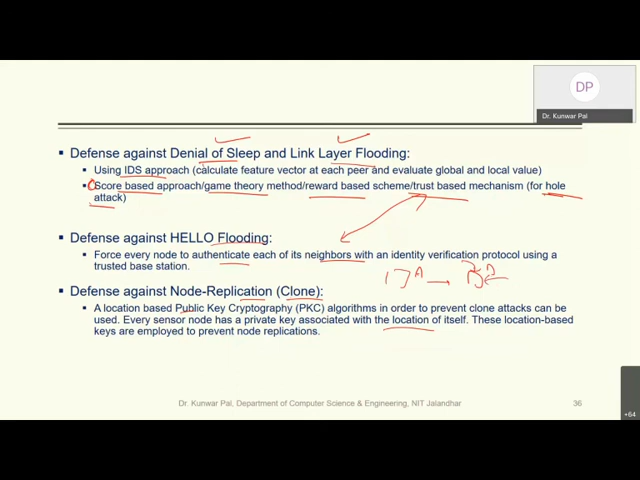 DP
Dr. Kunwar Pal
▪ Defense against Denial of Sleep and Link Layer Flooding:
▪ Using IDS approach (calculate feature vector at each peer and evaluate global and local value)
▪ Score based approach/game theory method/reward based scheme/trust based mechanism (for hole
attack)
▪ Defense against HELLO Flooding:
▪ Force every node to authenticate each of its neighbors with an identity verification protocol using a
trusted base station.
▪ Defense against Node-Replication (Clone):
▪ A location based Public Key Cryptography (PKC) algorithms in order to prevent clone attacks can be
used. Every sensor node has a private key associated with the location of itself. These location-based
keys are employed to prevent node replications.
Dr. Kunwar Pal, Department of Computer Science & Engineering, NIT Jalandhar
36
+64